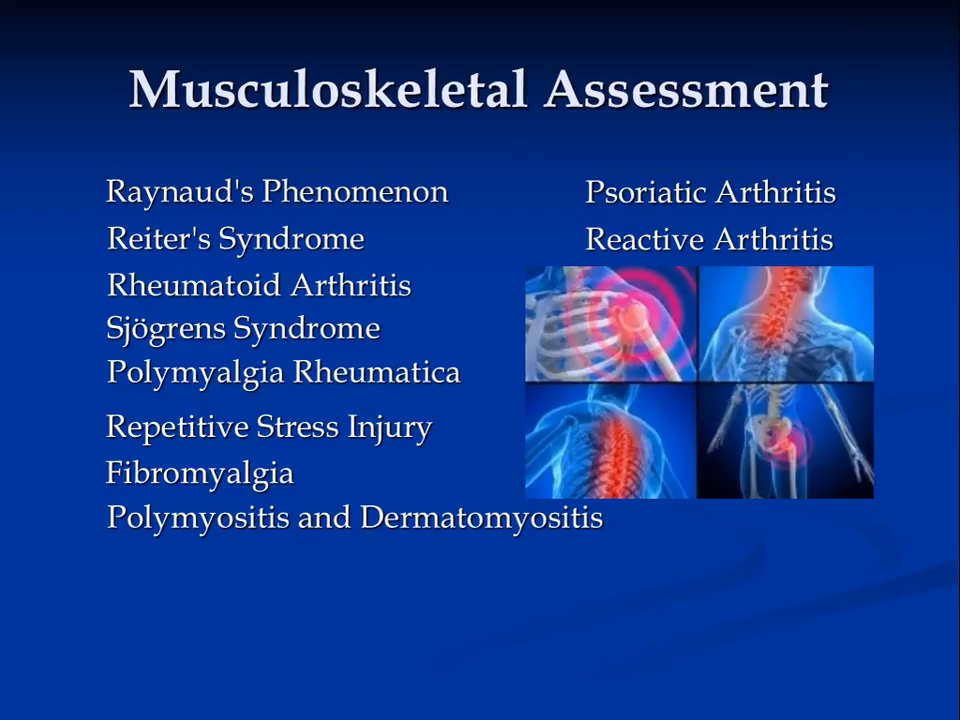 Musculoskeletal Assessment
Raynaud's Phenomenon
Reiter's Syndrome
Rheumatoid Arthritis
Sjögrens Syndrome
Polymyalgia Rheumatica
Repetitive Stress Injury
Fibromyalgia
Polymyositis and Dermatomyositis
Psoriatic Arthritis
Reactive Arthritis